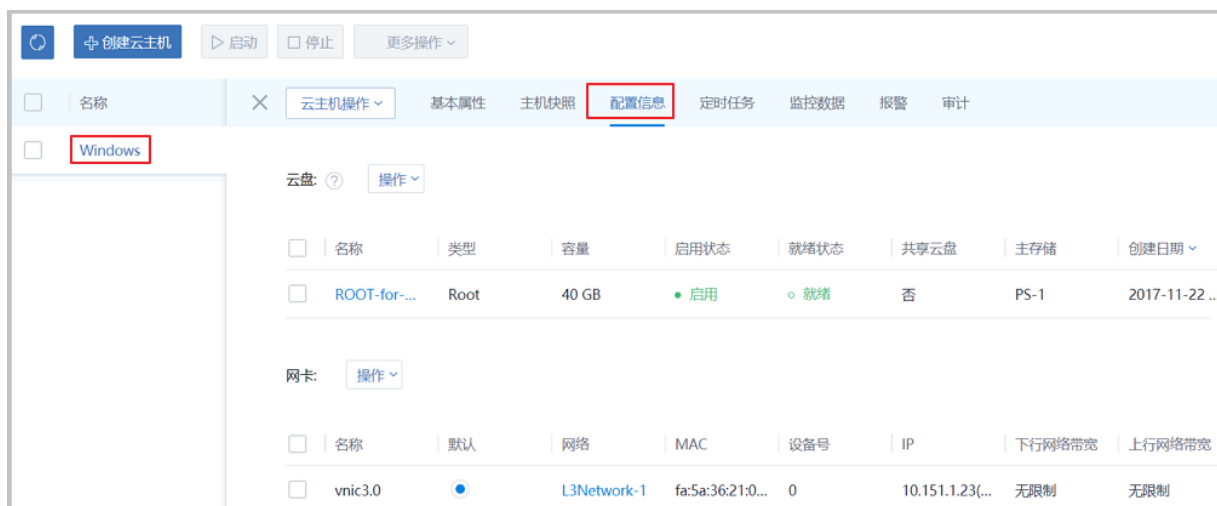 创建云主机 启动 停止 更多操作
名称 云主机操作 基本属性 主机快照 配置信息 定时任务 监控数据 报警 审计
Windows
云盘: ? 操作
名称 类型 容量 启用状态 就绪状态 共享云盘 主存储 创建日期
ROOT-for-... Root 40 GB 启用 就绪 否 PS-1 2017-11-22 ...
网卡: 操作
名称 默认 网络 MAC 设备号 IP 下行网络带宽 上行网络带宽
vnic3.0 L3Network-1 fa:5a:36:21:0... 0 10.151.1.23(... 无限制 无限制